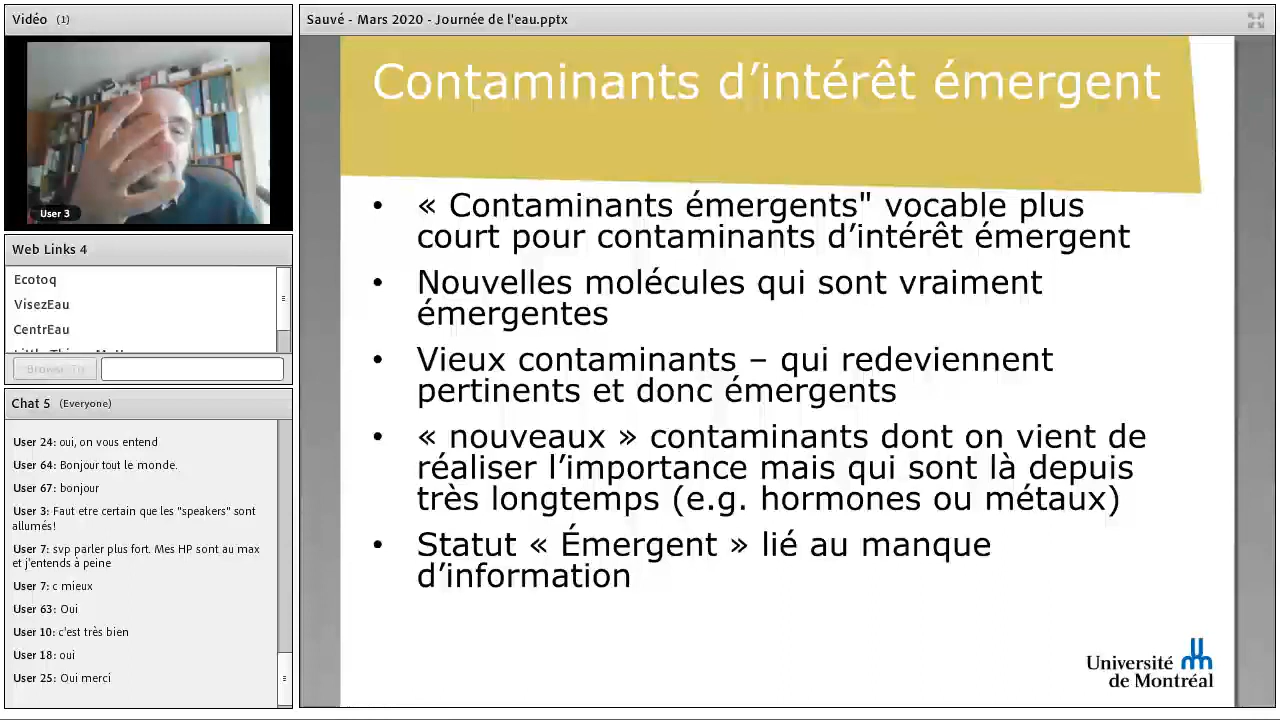 Vidéo (1)
User 3
Web Links 4
Ecotoq
VisezEau
CentrEau
Browse To
Chat 5 (Everyone)
User 24: oui, on vous entend
User 64: Bonjour tout le monde.
User 67: bonjour
User 3: Faut etre certain que les "speakers" sont
allumés!
User 7: svp parler plus fort. Mes HP sont au max
et j'entends à peine
User 7: c mieux
User 63: Oui
User 10: c'est très bien
User 18: oui
User 25: Oui merci
Sauvé - Mars 2020 - Journée de l'eau.pptx
Contaminants d’intérêt émergent
• « Contaminants émergents" vocable plus
court pour contaminants d’intérêt émergent
• Nouvelles molécules qui sont vraiment
émergentes
• Vieux contaminants – qui redeviennent
pertinents et donc émergents
• « nouveaux » contaminants dont on vient de
réaliser l’importance mais qui sont là depuis
très longtemps (e.g. hormones ou métaux)
• Statut « Émergent » lié au manque
d’information
Université
de Montréal